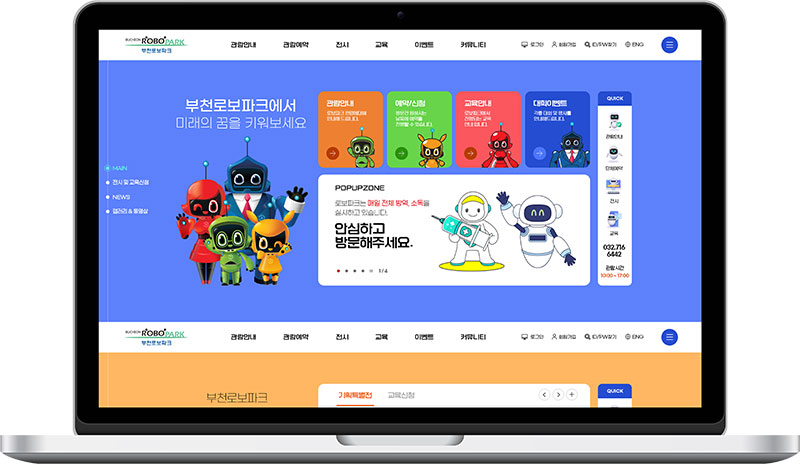 BUCHEON ROBOPARK
부천로보파크
관람안내 관람예약 전시 교육 이벤트 커뮤니티
로그인 회원가입 ID/PW찾기 ENG
부천로보파크에서
미래의 꿈을 키워보세요
MAIN
전시 및 교육신청
NEWS
갤러리 & 동영상
관람안내
예약/신청
교육안내
대회/이벤트
QUICK
관람안내
단체예약
전시
교육
032.716
6442
관람시간
10:00 ~ 17:00
POPUPZONE
로보파크는 매일 전체 방역, 소독을
실시하고 있습니다.
안심하고
방문해주세요.
1/4
BUCHEON ROBOPARK
부천로보파크
관람안내 관람예약 전시 교육 이벤트 커뮤니티
로그인 회원가입 ID/PW찾기 ENG
부천로보파크
기획특별전 교육신청
QUICK